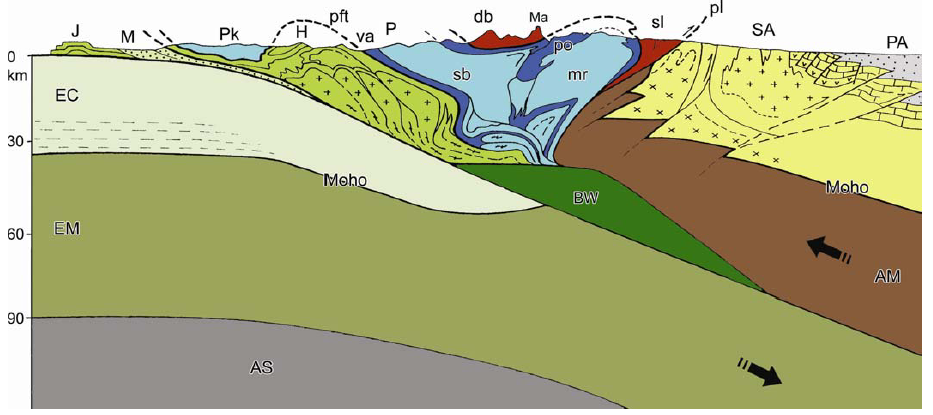 J M Pk H pft va P db Ma po sl pl SA PA
0
km
sb mr
EC
30
Moho Moho
BW
EM
60
AM
90
AS